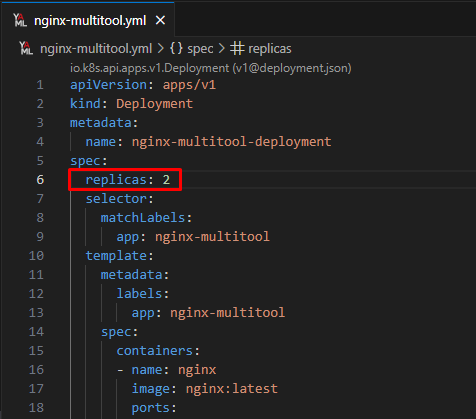 nginx-multitool.yml ×
nginx-multitool.yml > {} spec > replicas
io.k8s.api.apps.v1.Deployment (v1@deployment.json)
1 apiVersion: apps/v1
2 kind: Deployment
3 metadata:
4   name: nginx-multitool-deployment
5 spec:
6   replicas: 2
7   selector:
8     matchLabels:
9       app: nginx-multitool
10   template:
11     metadata:
12       labels:
13         app: nginx-multitool
14     spec:
15       containers:
16       - name: nginx
17         image: nginx:latest
18         ports: